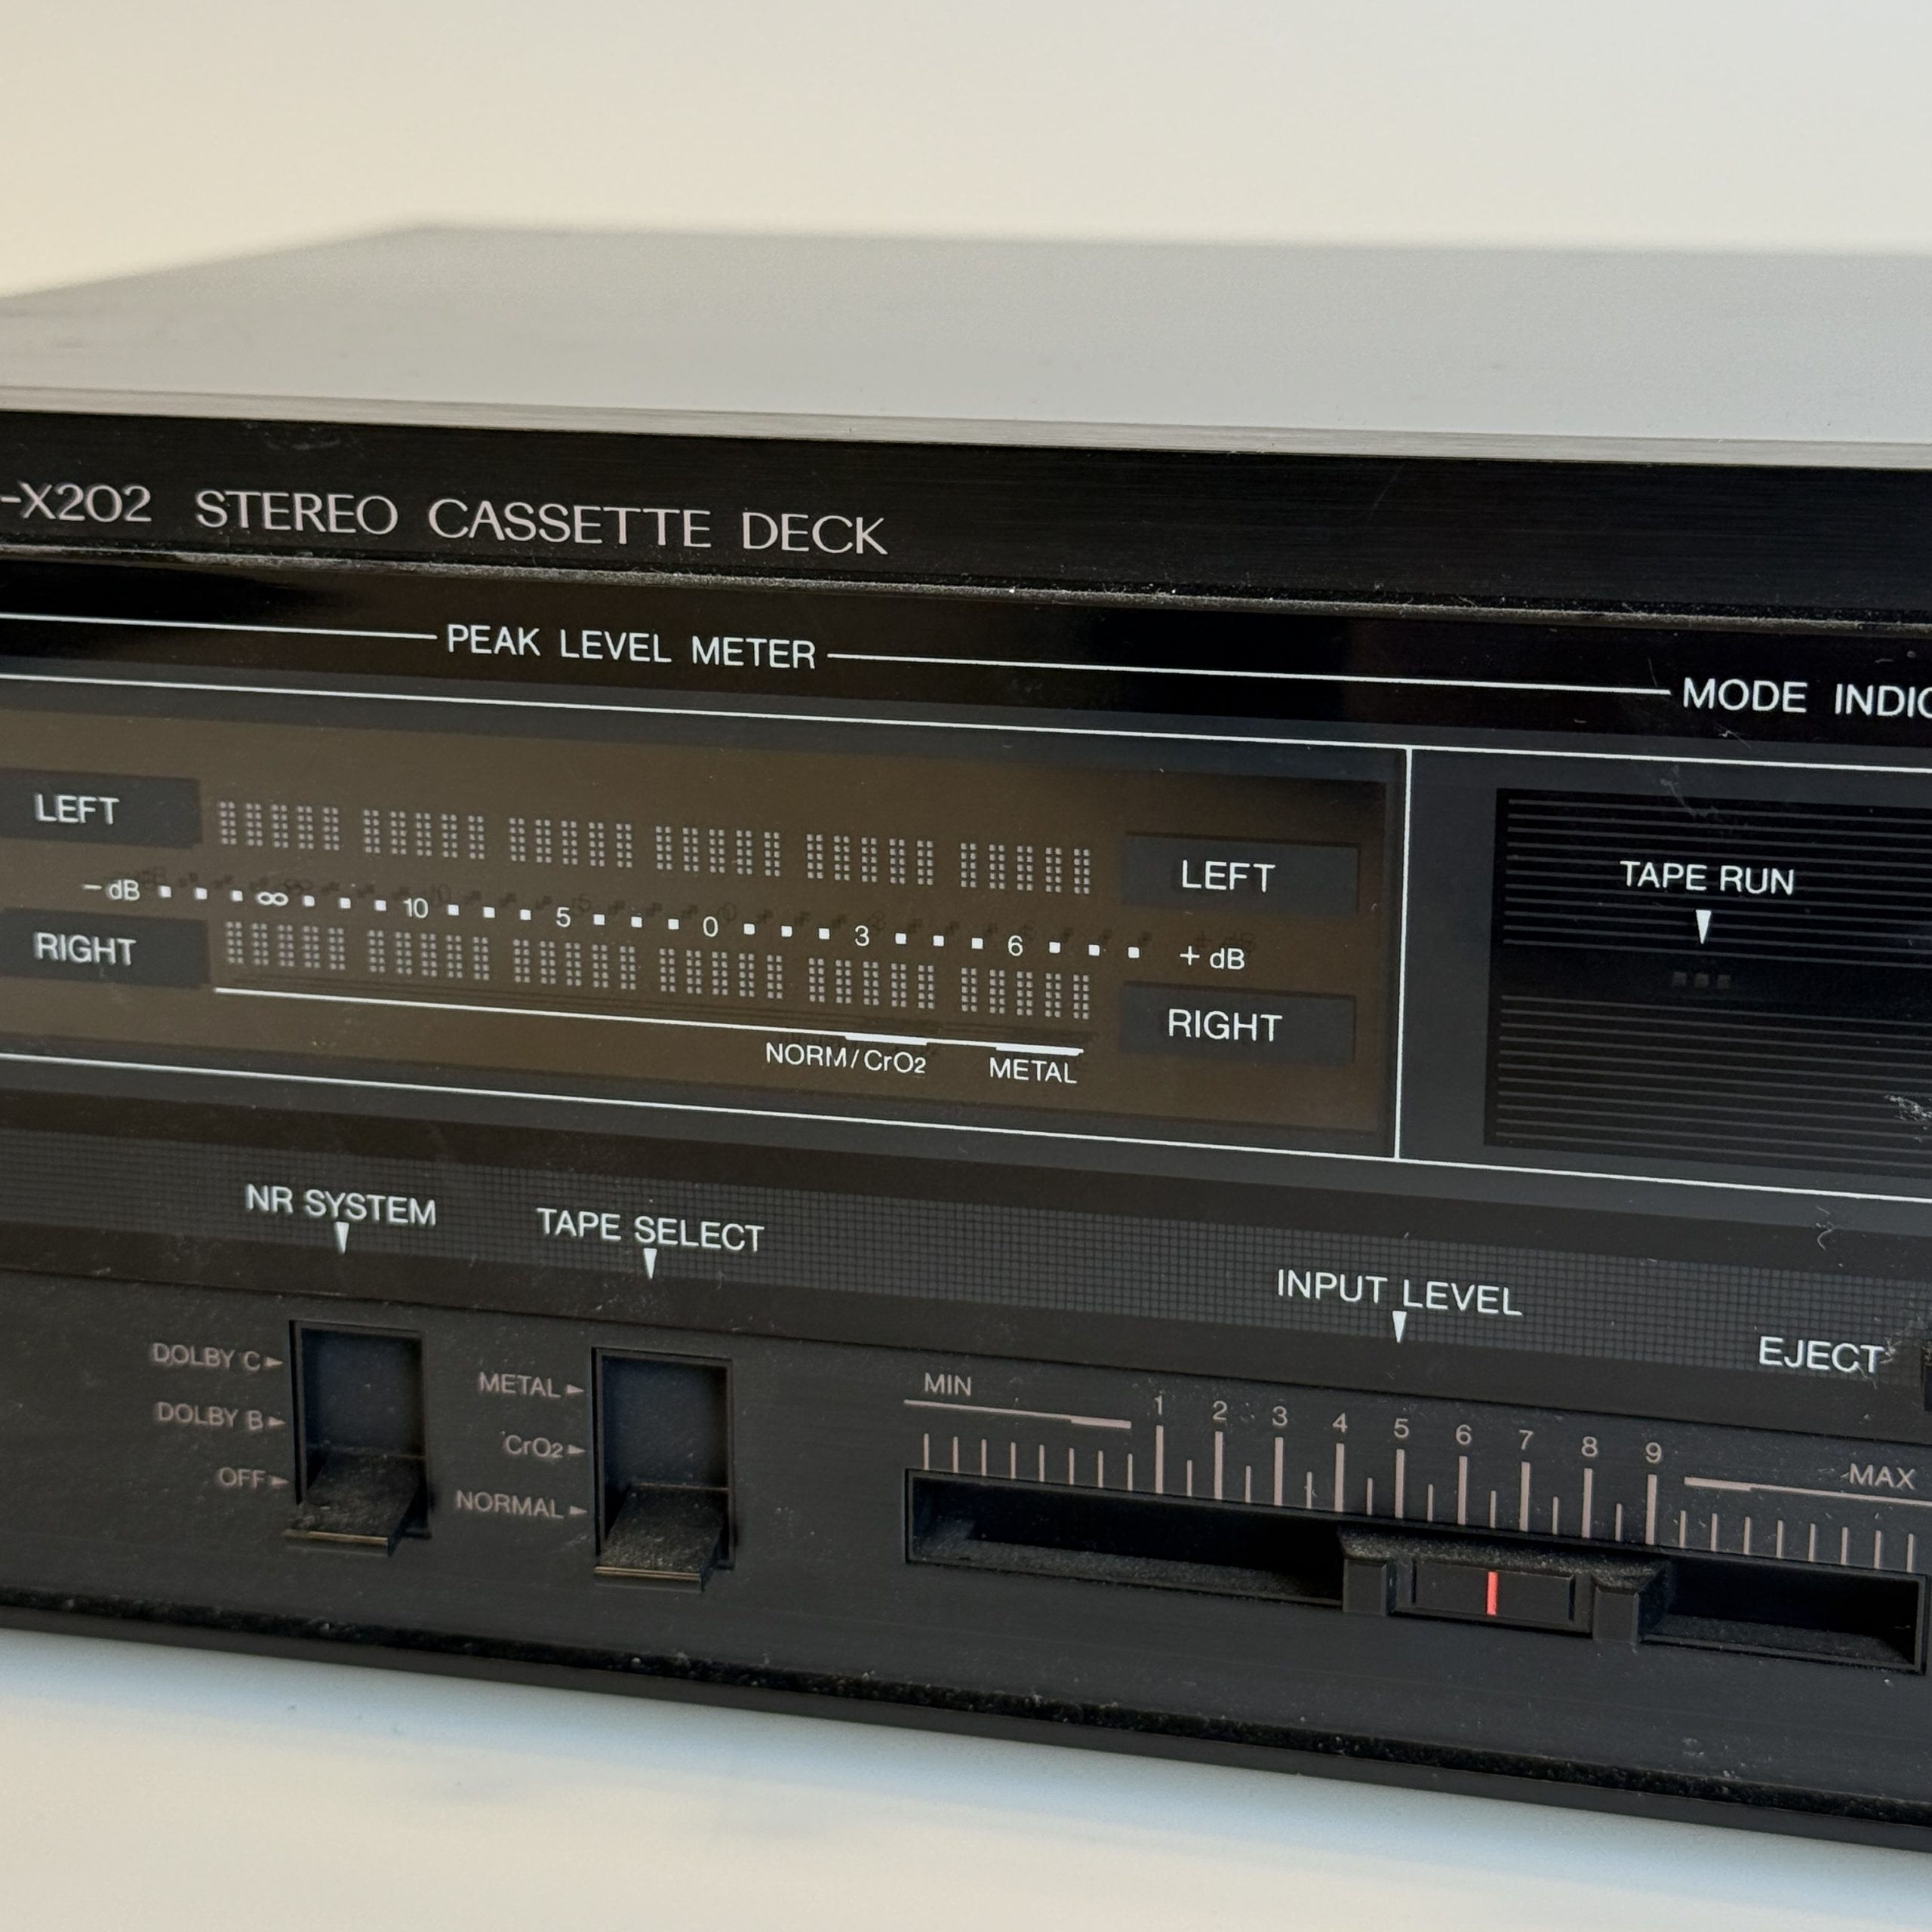 -X202 STEREO CASSETTE DECK
PEAK LEVEL METER
MODE INDIC
LEFT
LEFT
- dB ∞ 10 5 0 3 6 + dB
RIGHT
RIGHT
NORM/CrO2 METAL
TAPE RUN
NR SYSTEM
TAPE SELECT
INPUT LEVEL
EJECT
DOLBY C
DOLBY B
OFF
METAL
CrO2
NORMAL
MIN 1 2 3 4 5 6 7 8 9 MAX